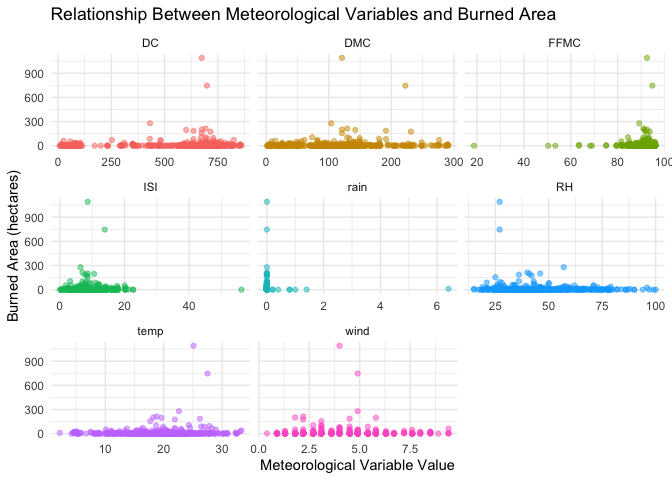 Relationship Between Meteorological Variables and Burned Area
DC DMC FFMC
900
600
300
0
0 250 500 750 0 100 200 300 20 40 60 80 100
ISI rain RH
900
600
300
0
0 20 40 0 2 4 6 25 50 75 100
temp wind
900
600
300
0
10 20 30 0.0 2.5 5.0 7.5
Burned Area (hectares)
Meteorological Variable Value